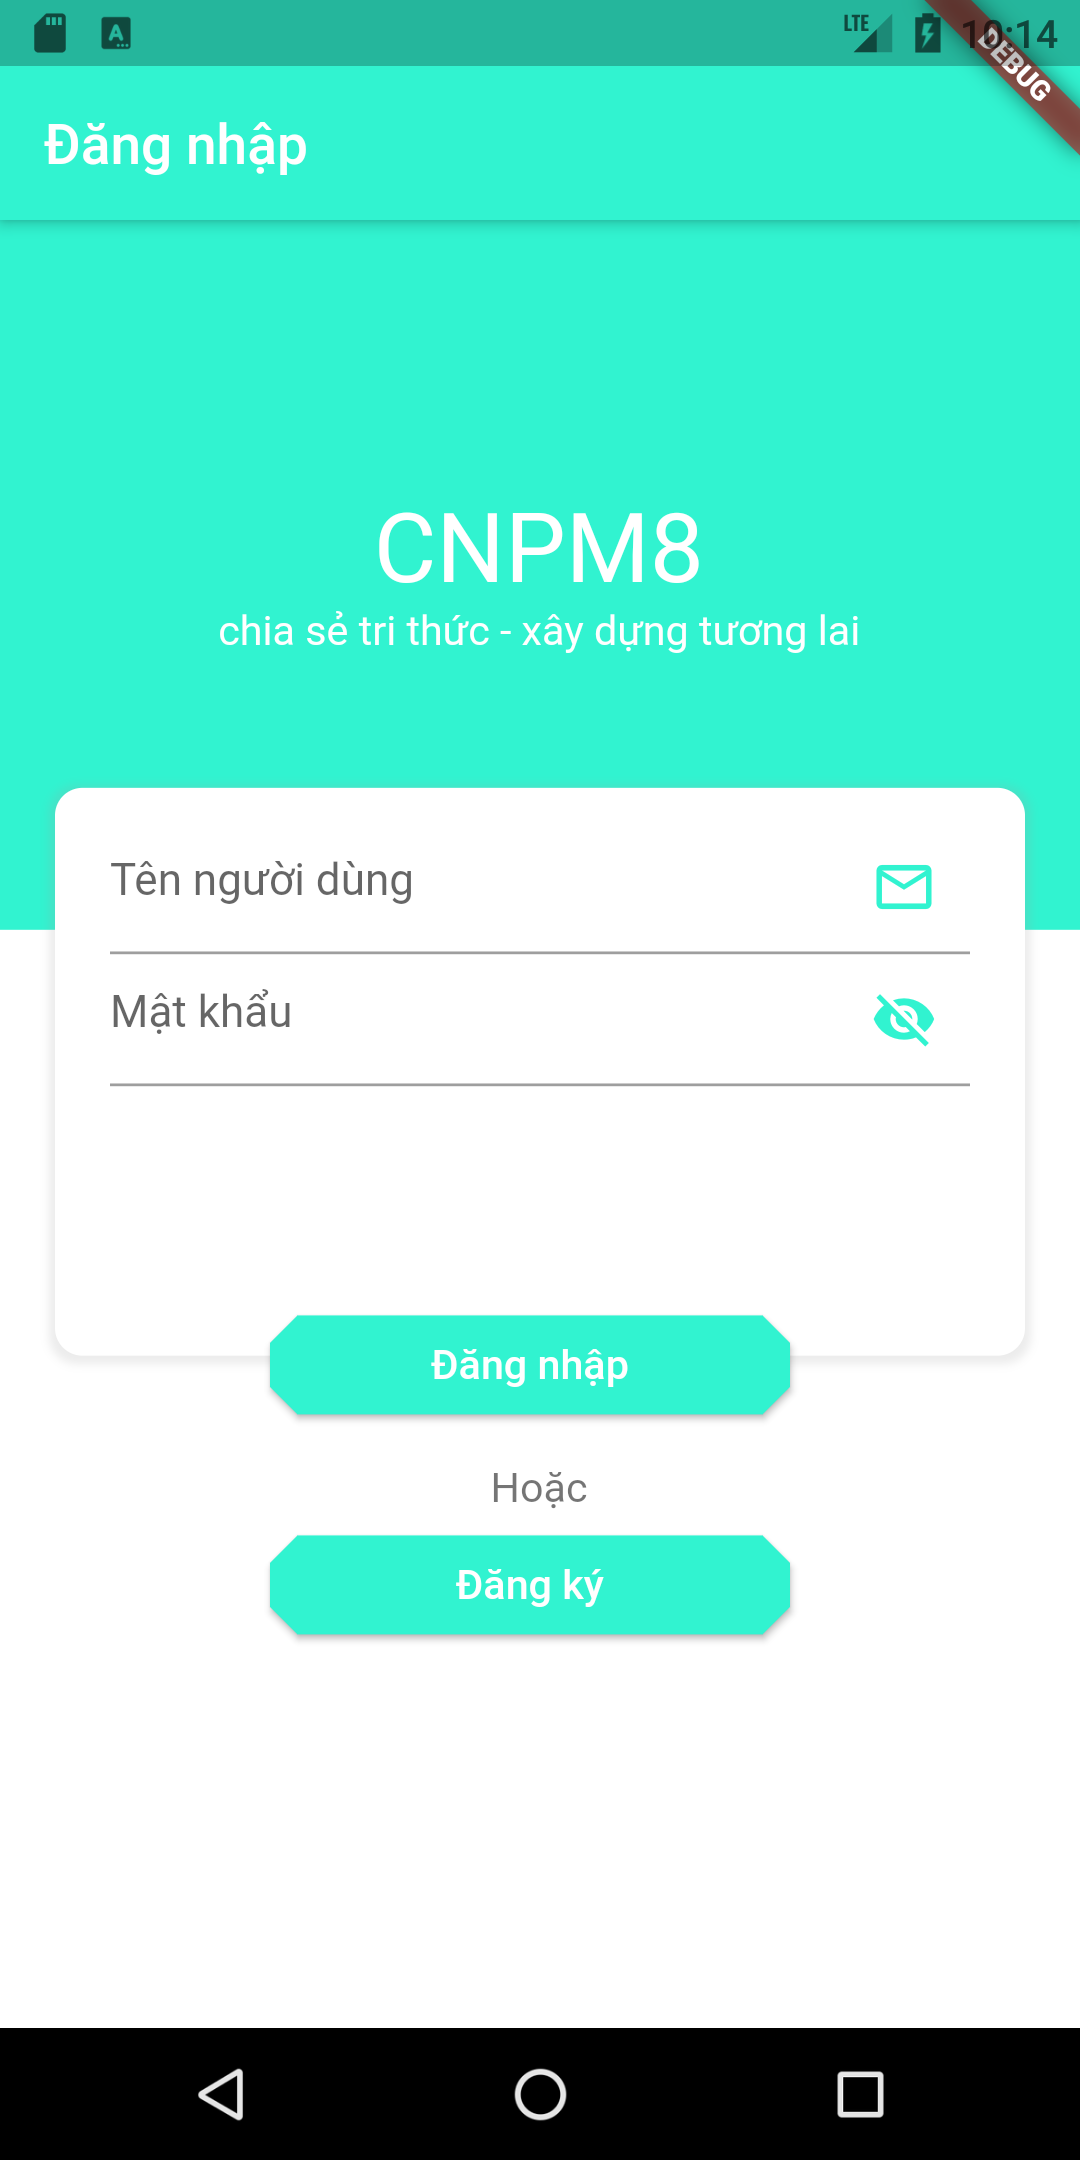 LTE 10:14
DEBUG
Đăng nhập
CNPM8
chia sẻ tri thức - xây dựng tương lai
Tên người dùng
Mật khẩu
Đăng nhập
Hoặc
Đăng ký